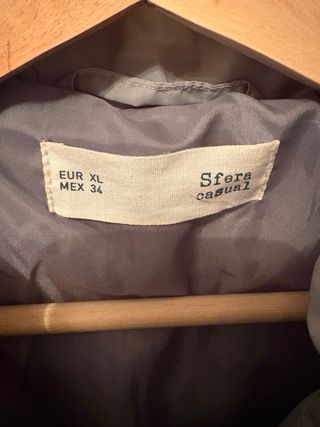 EUR XL
MEX 34
Sfera
casual